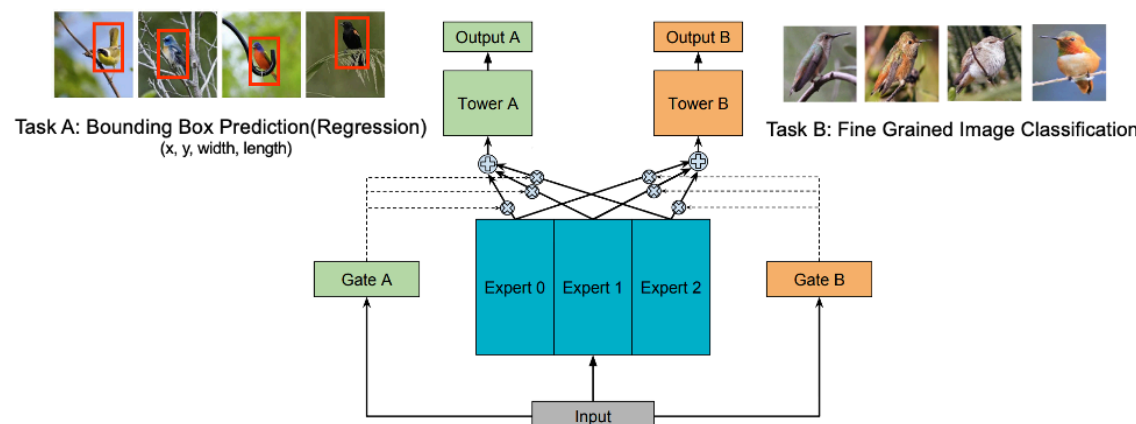 Output A
Output B
Tower A
Tower B
Task A: Bounding Box Prediction(Regression)
(x, y, width, length)
Task B: Fine Grained Image Classification
Gate A
Expert 0
Expert 1
Expert 2
Gate B
Input